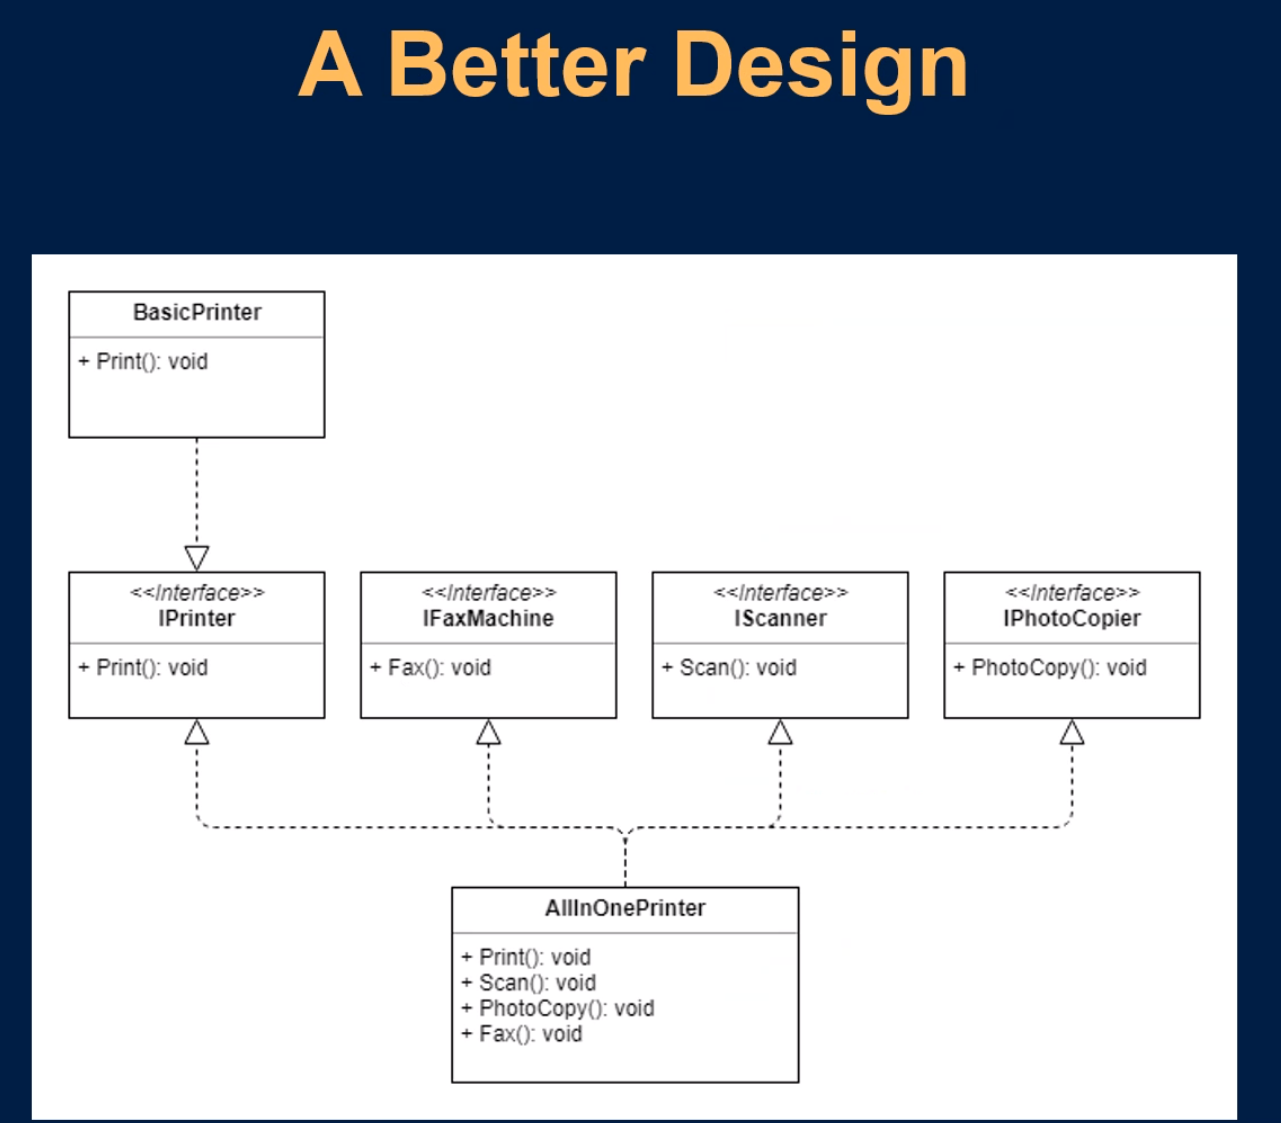 A Better Design
BasicPrinter
+ Print(): void
<<Interface>>
IPrinter
+ Print(): void
<<Interface>>
IFaxMachine
+ Fax(): void
<<Interface>>
IScanner
+ Scan(): void
<<Interface>>
IPhotoCopier
+ PhotoCopy(): void
AllInOnePrinter
+ Print(): void
+ Scan(): void
+ PhotoCopy(): void
+ Fax(): void